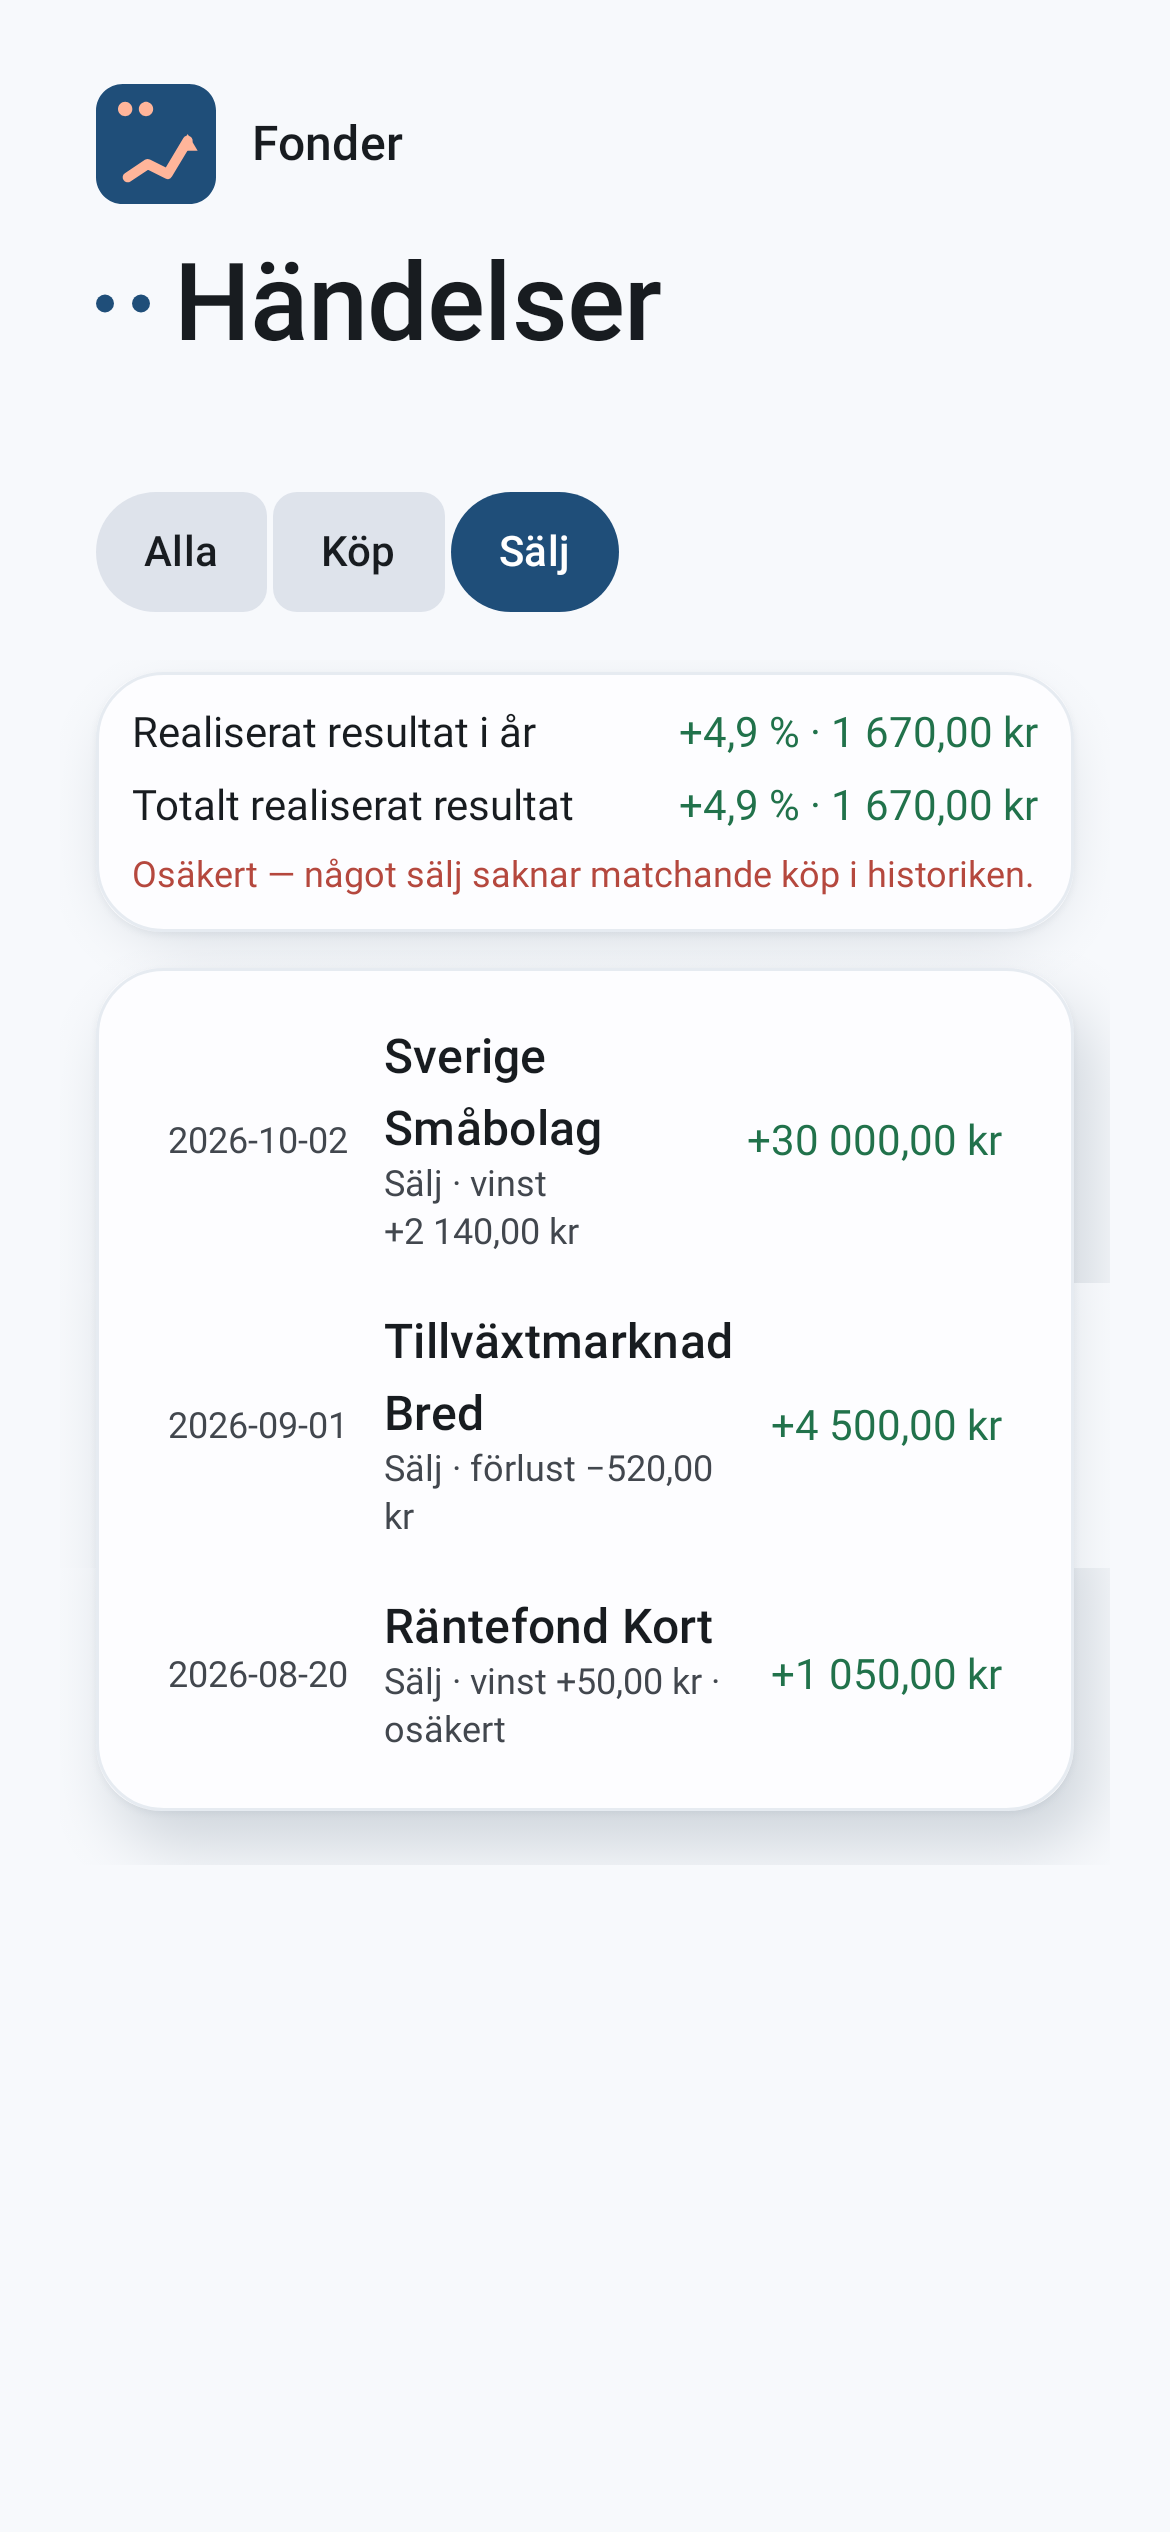 Fonder
Händelser
Alla
Köp
Sälj
Realiserat resultat i år
+4,9 % · 1 670,00 kr
Totalt realiserat resultat
+4,9 % · 1 670,00 kr
Osäkert — något sälj saknar matchande köp i historiken.
2026-10-02
Sverige
Småbolag
Sälj · vinst
+2 140,00 kr
+30 000,00 kr
2026-09-01
Tillväxtmarknad
Bred
Sälj · förlust −520,00
kr
+4 500,00 kr
2026-08-20
Räntefond Kort
Sälj · vinst +50,00 kr ·
osäkert
+1 050,00 kr